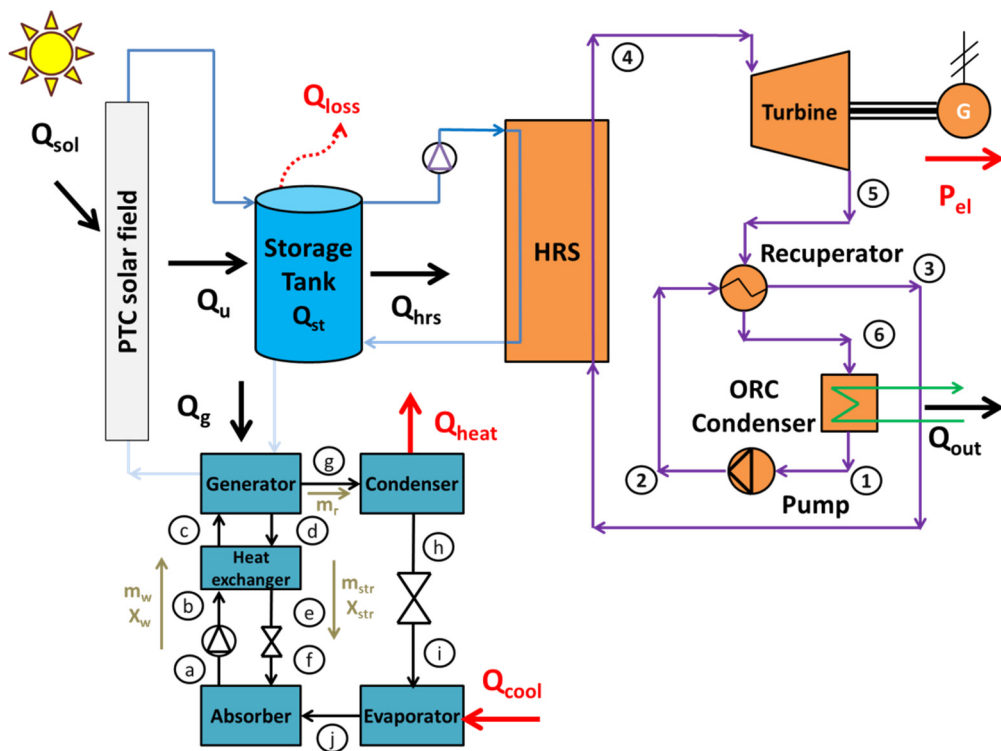 4
Turbine
G
Q_loss
Q_sol
P_el
5
PTC solar field
Storage
Tank
Q_st
HRS
Recuperator
3
Q_u
Q_hrs
6
ORC
Condenser
Q_g
Q_heat
Q_out
g
2
1
Generator
Condenser
Pump
m_r
c
d
h
Heat
exchanger
m_w
X_w
b
e
m_str
X_str
a
f
i
Q_cool
Absorber
Evaporator
j